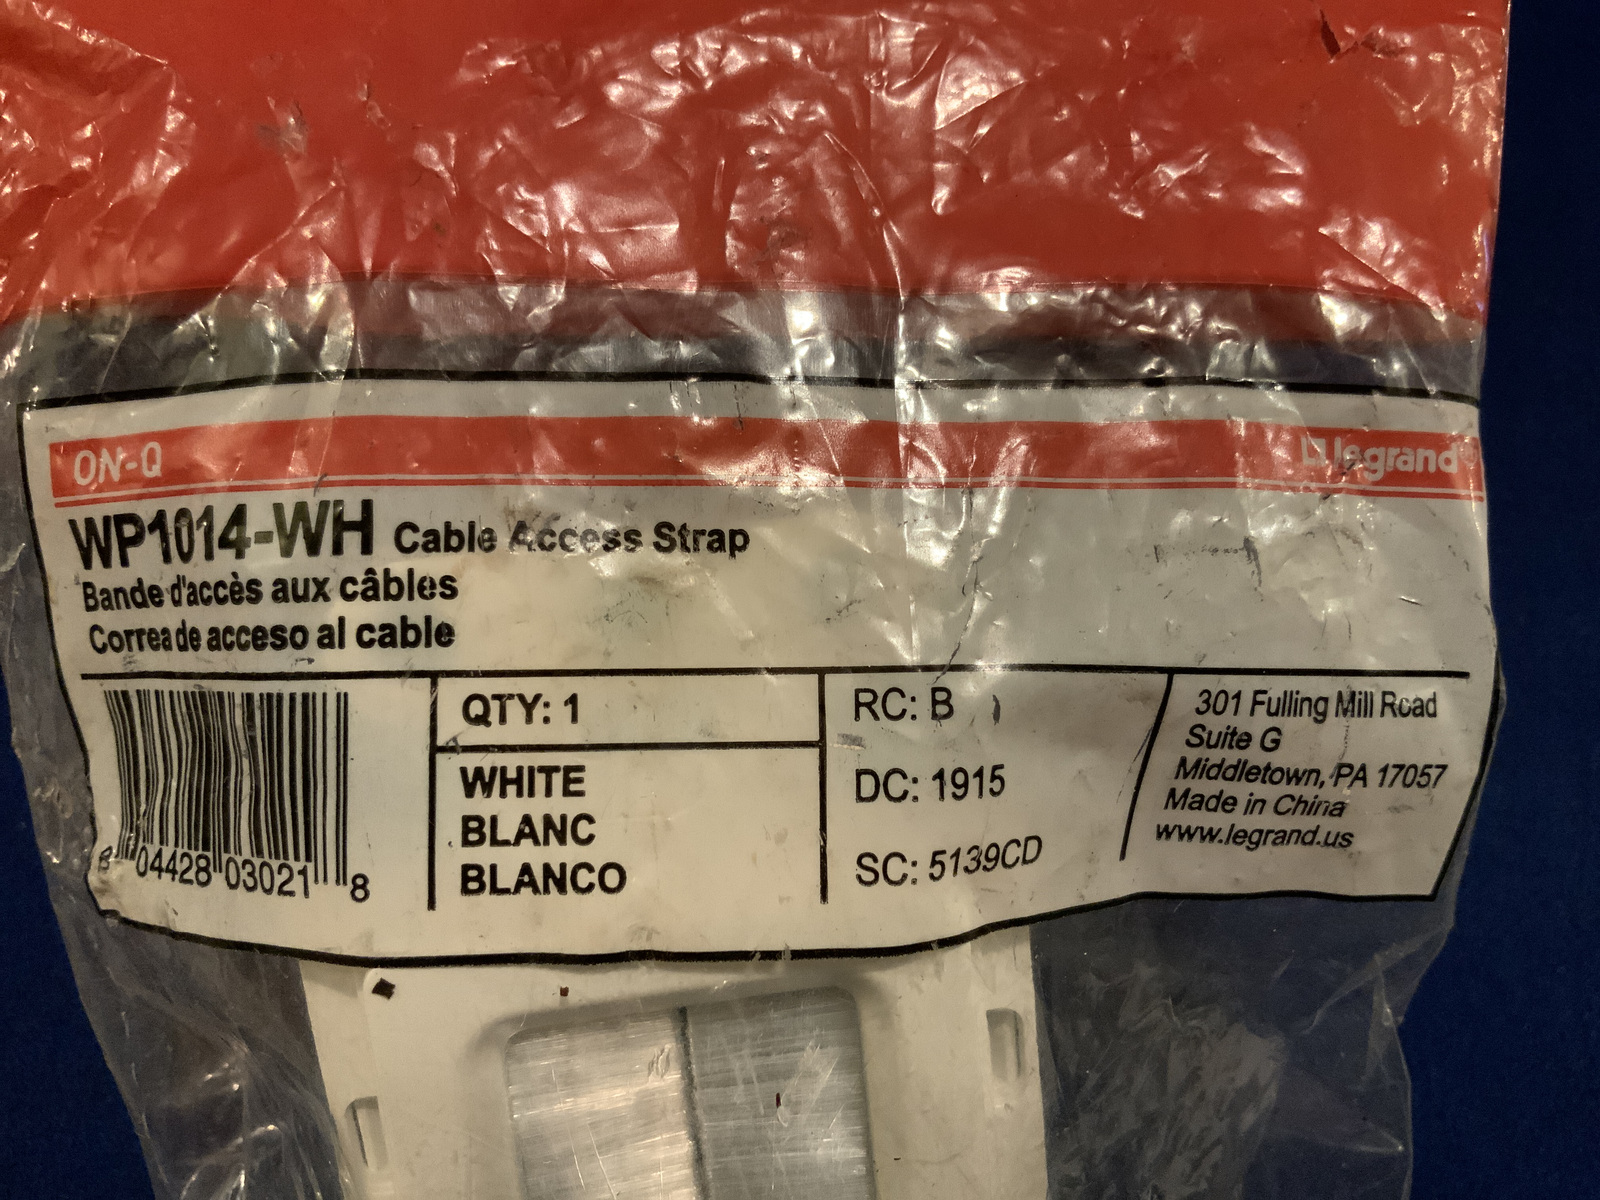 ON-Q
legrand®
WP1014-WH Cable Access Strap
Bande d'accès aux câbles
Correa de acceso al cable
8 04428 03021 8
QTY: 1
WHITE
BLANC
BLANCO
RC: B
DC: 1915
SC: 5139CD
301 Fulling Mill Road
Suite G
Middletown, PA 17057
Made in China
www.legrand.us